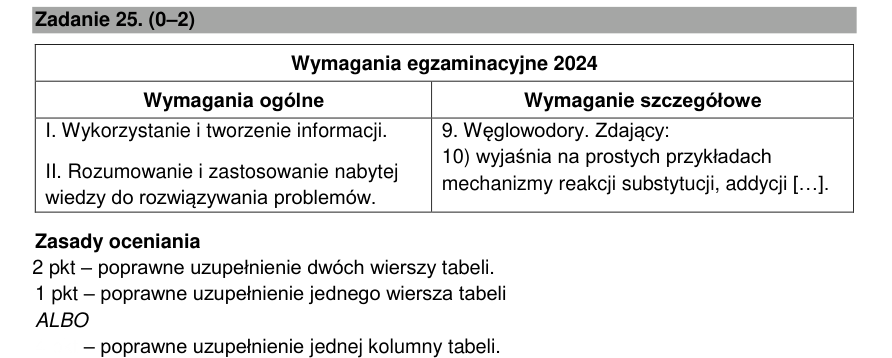 Zadanie 25. (0–2)
Wymagania egzaminacyjne 2024
Wymagania ogólne
Wymaganie szczegółowe
I. Wykorzystanie i tworzenie informacji.
II. Rozumowanie i zastosowanie nabytej
wiedzy do rozwiązywania problemów.
9. Węglowodory. Zdający:
10) wyjaśnia na prostych przykładach
mechanizmy reakcji substytucji, addycji […].
Zasady oceniania
2 pkt – poprawne uzupełnienie dwóch wierszy tabeli.
1 pkt – poprawne uzupełnienie jednego wiersza tabeli
ALBO
– poprawne uzupełnienie jednej kolumny tabeli.